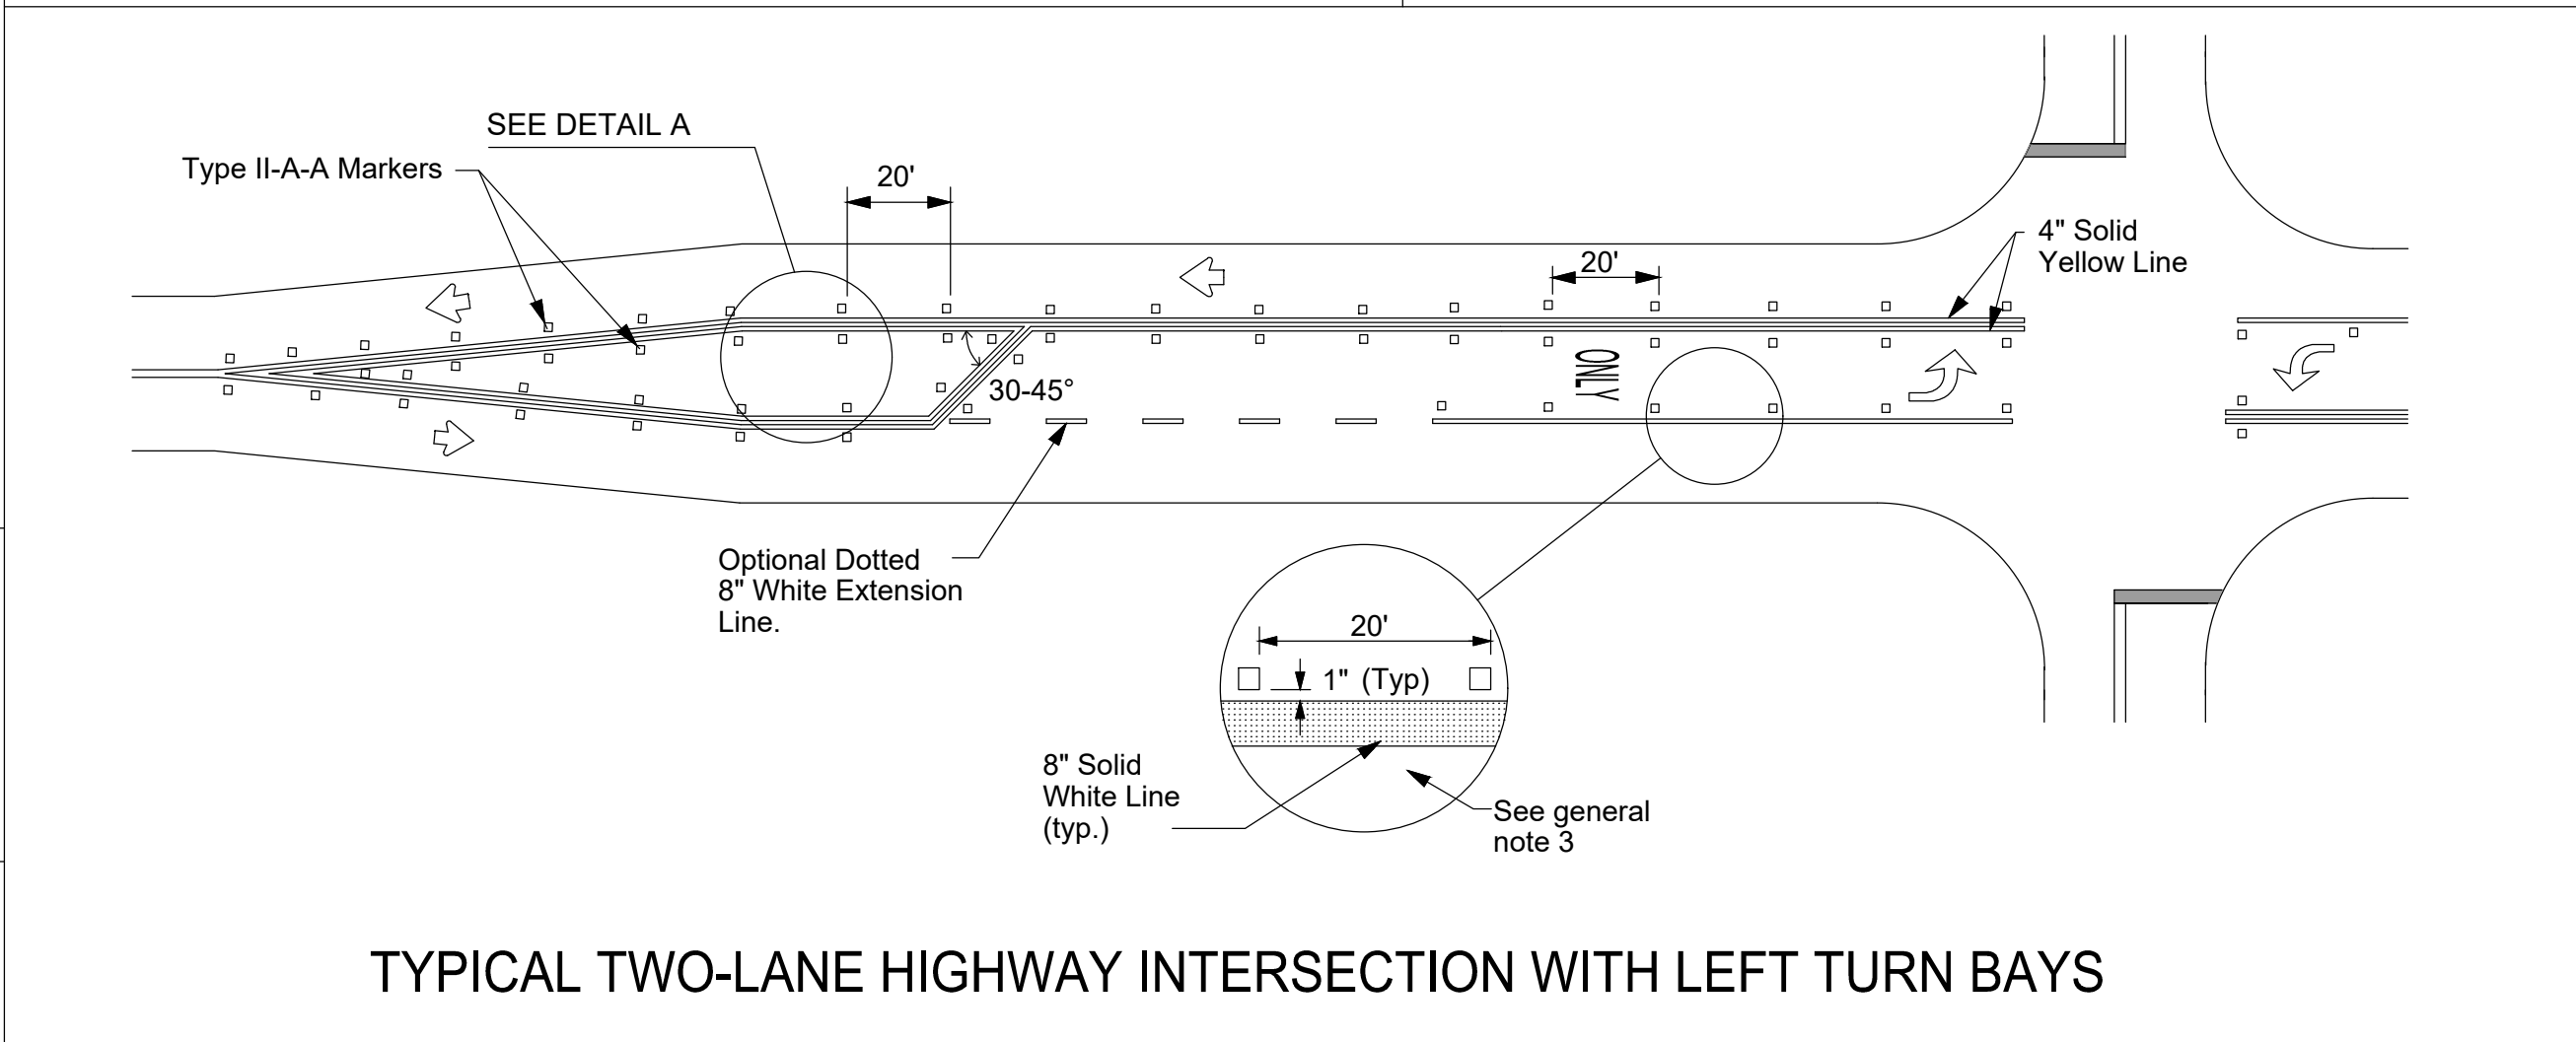 SEE DETAIL A
Type II-A-A Markers
20'
4" Solid
Yellow Line
20'
ONLY
30-45°
Optional Dotted
8" White Extension
Line.
20'
1" (Typ)
8" Solid
White Line
(typ.)
See general
note 3
TYPICAL TWO-LANE HIGHWAY INTERSECTION WITH LEFT TURN BAYS